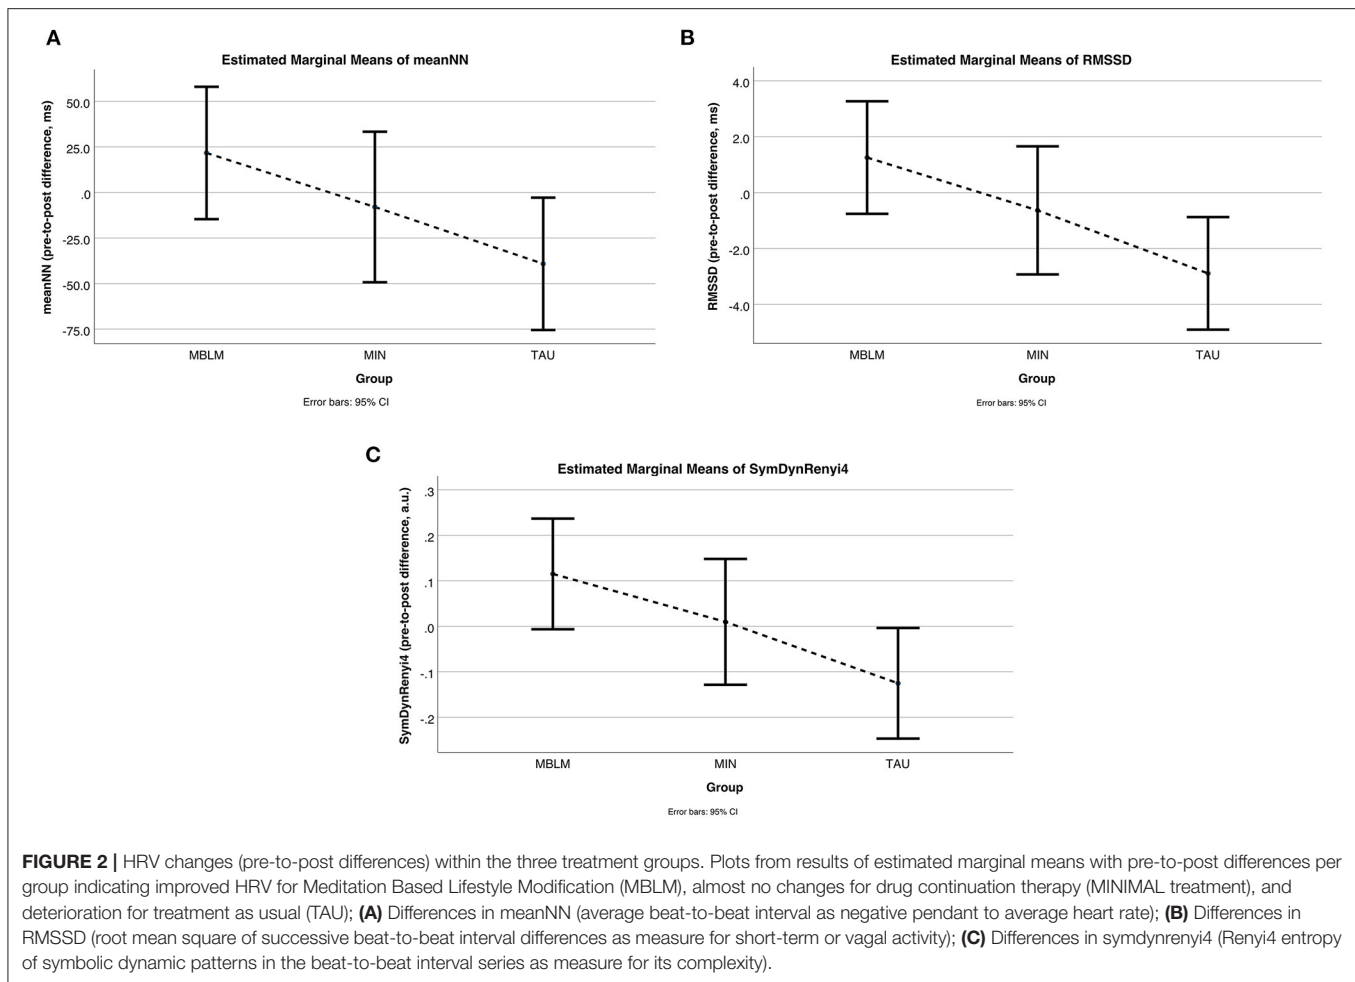 A
Estimated Marginal Means of meanNN
meanNN (pre-to-post difference, ms)
50.0
25.0
.0
-25.0
-50.0
-75.0
MBLM MIN TAU
Group
Error bars: 95% CI
B
Estimated Marginal Means of RMSSD
RMSSD (pre-to-post difference, ms)
4.0
2.0
.0
-2.0
-4.0
MBLM MIN TAU
Group
Error bars: 95% CI
C
Estimated Marginal Means of SymDynRenyi4
SymDynRenyi4 (pre-to-post difference, a.u.)
.3
.2
.1
.0
-.1
-.2
MBLM MIN TAU
Group
Error bars: 95% CI
FIGURE 2 | HRV changes (pre-to-post differences) within the three treatment groups. Plots from results of estimated marginal means with pre-to-post differences per
group indicating improved HRV for Meditation Based Lifestyle Modification (MBLM), almost no changes for drug continuation therapy (MINIMAL treatment), and
deterioration for treatment as usual (TAU); (A) Differences in meanNN (average beat-to-beat interval as negative pendant to average heart rate); (B) Differences in
RMSSD (root mean square of successive beat-to-beat interval differences as measure for short-term or vagal activity); (C) Differences in symdynrenyi4 (Renyi4 entropy
of symbolic dynamic patterns in the beat-to-beat interval series as measure for its complexity).